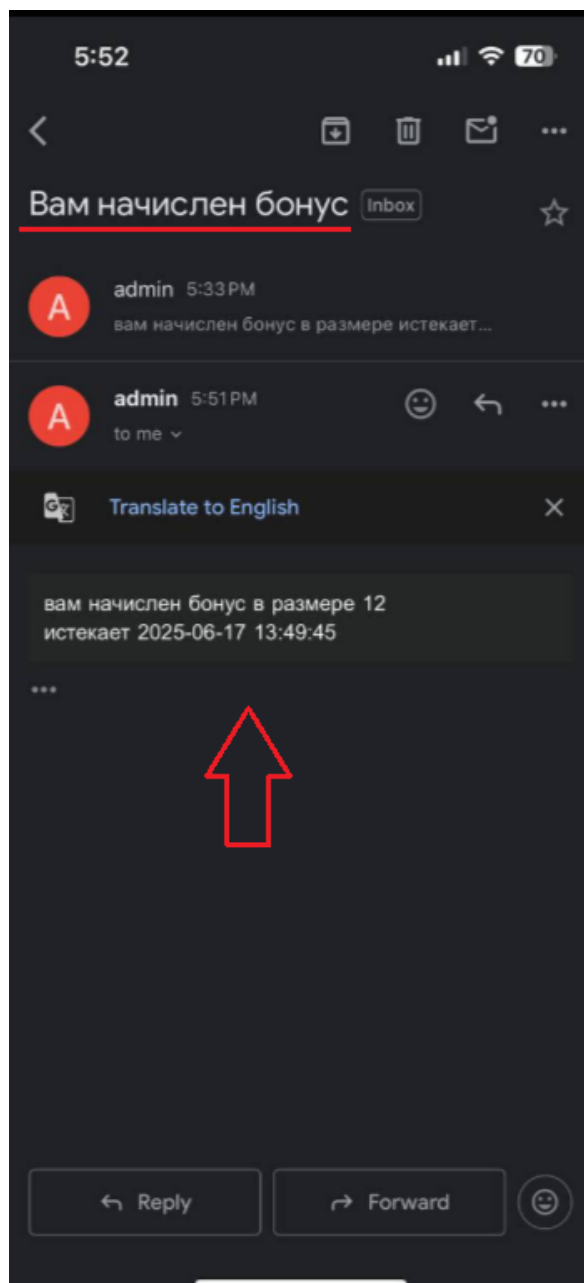 5:52
70
Вам начислен бонус Inbox
A
admin 5:33 PM
вам начислен бонус в размере истекает...
A
admin 5:51 PM
to me
Translate to English
вам начислен бонус в размере 12
истекает 2025-06-17 13:49:45
Reply
Forward